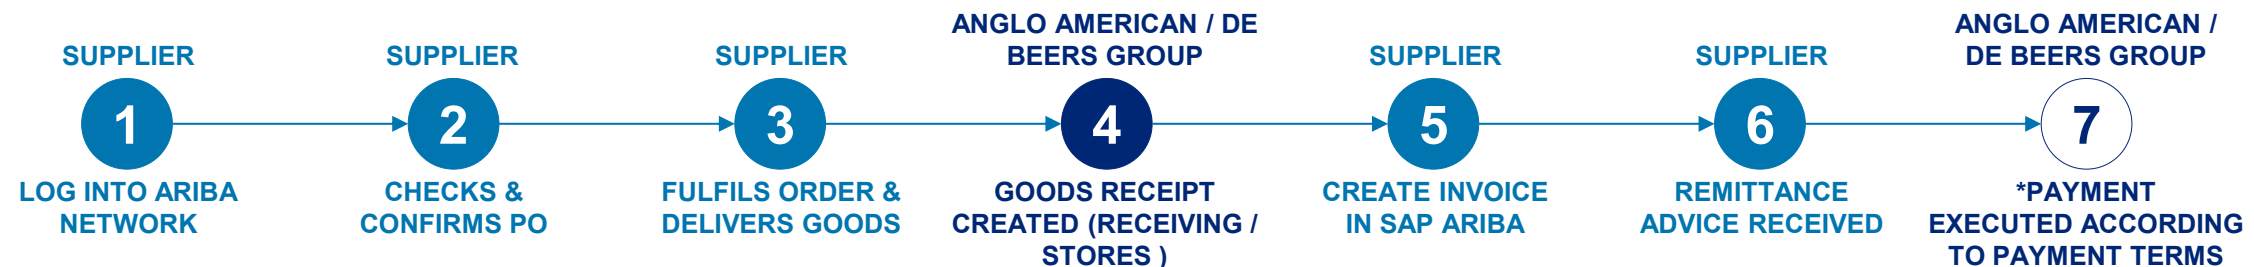 SUPPLIER
1
LOG INTO ARIBA
NETWORK
SUPPLIER
2
CHECKS &
CONFIRMS PO
SUPPLIER
3
FULFILS ORDER &
DELIVERS GOODS
ANGLO AMERICAN / DE
BEERS GROUP
4
GOODS RECEIPT
CREATED (RECEIVING /
STORES )
SUPPLIER
5
CREATE INVOICE
IN SAP ARIBA
SUPPLIER
6
REMITTANCE
ADVICE RECEIVED
ANGLO AMERICAN /
DE BEERS GROUP
7
*PAYMENT
EXECUTED ACCORDING
TO PAYMENT TERMS